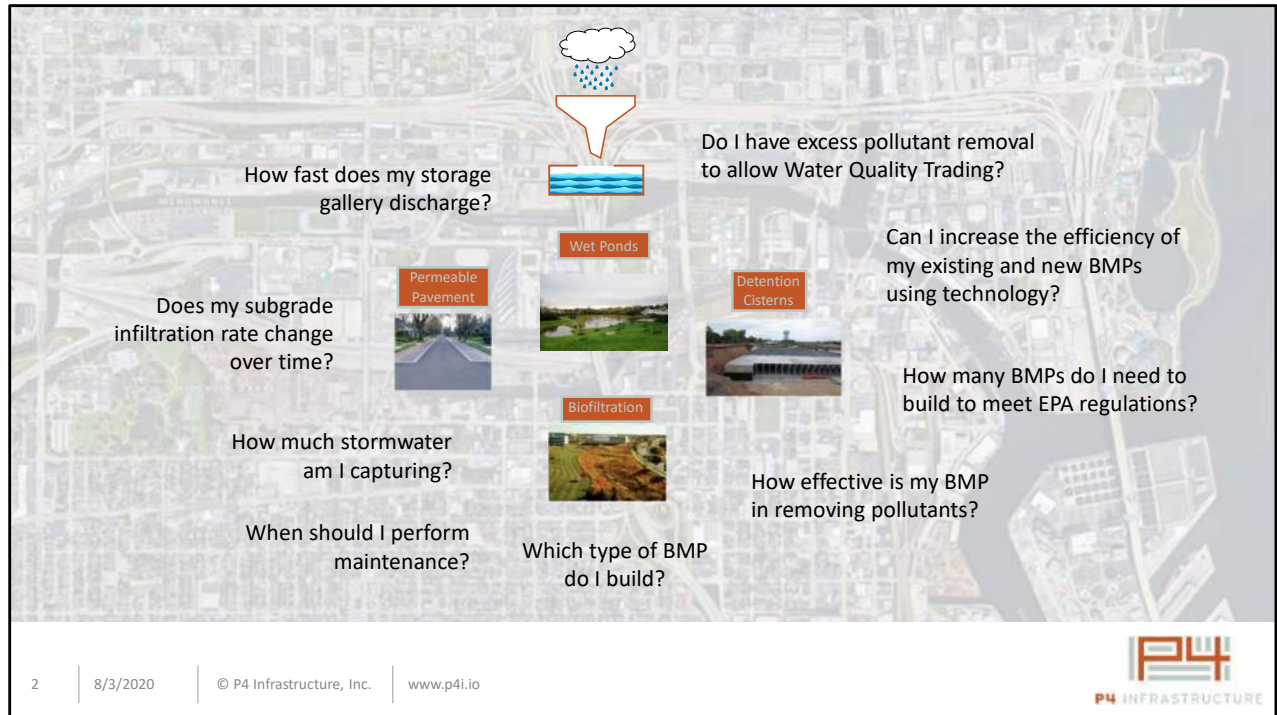 How fast does my storage
gallery discharge?
Do I have excess pollutant removal
to allow Water Quality Trading?
Wet Ponds
Can I increase the efficiency of
my existing and new BMPs
using technology?
Permeable
Pavement
Detention
Cisterns
Does my subgrade
infiltration rate change
over time?
How many BMPs do I need to
build to meet EPA regulations?
Biofiltration
How much stormwater
am I capturing?
How effective is my BMP
in removing pollutants?
When should I perform
maintenance?
Which type of BMP
do I build?
2
8/3/2020
© P4 Infrastructure, Inc.
www.p4i.io
P4
P4 INFRASTRUCTURE